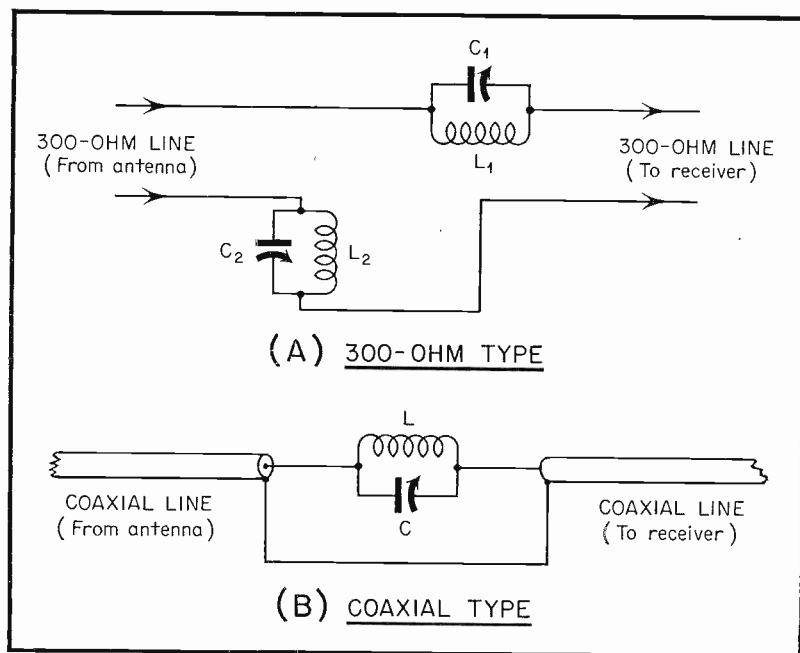 C1
300-OHM LINE
(From antenna)
L1
300-OHM LINE
(To receiver)
C2
L2
(A) 300-OHM TYPE
L
COAXIAL LINE
(From antenna)
C
COAXIAL LINE
(To receiver)
(B) COAXIAL TYPE